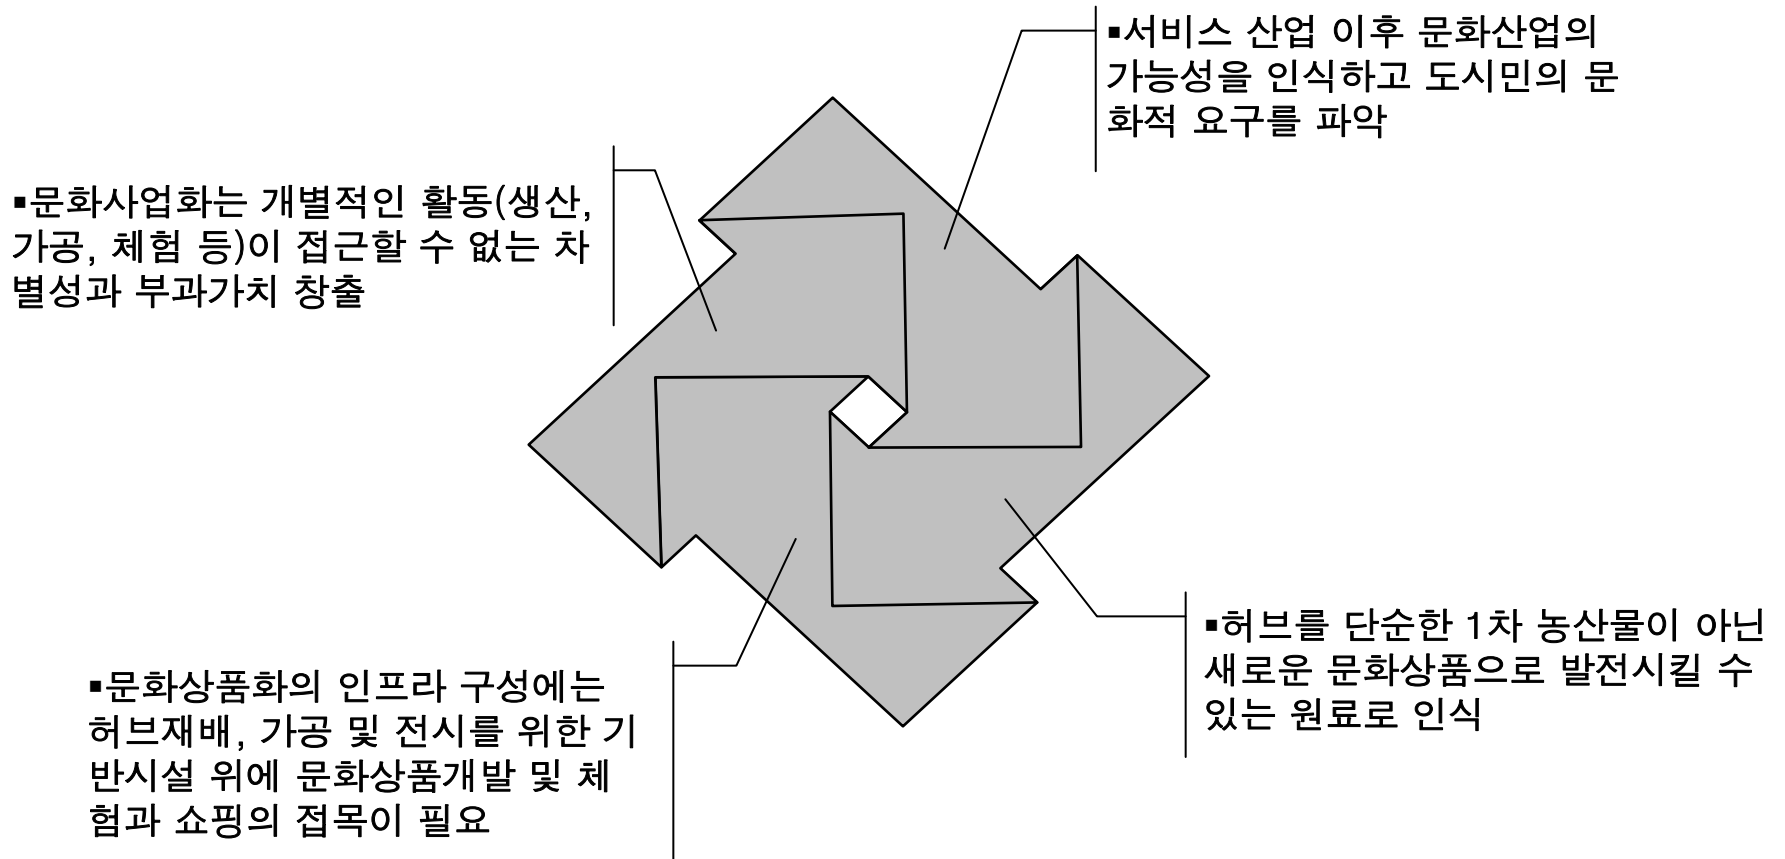 ▪서비스 산업 이후 문화산업의
가능성을 인식하고 도시민의 문
화적 요구를 파악
▪문화사업화는 개별적인 활동(생산,
가공, 체험 등)이 접근할 수 없는 차
별성과 부과가치 창출
▪허브를 단순한 1차 농산물이 아닌
새로운 문화상품으로 발전시킬 수
있는 원료로 인식
▪문화상품화의 인프라 구성에는
허브재배, 가공 및 전시를 위한 기
반시설 위에 문화상품개발 및 체
험과 쇼핑의 접목이 필요